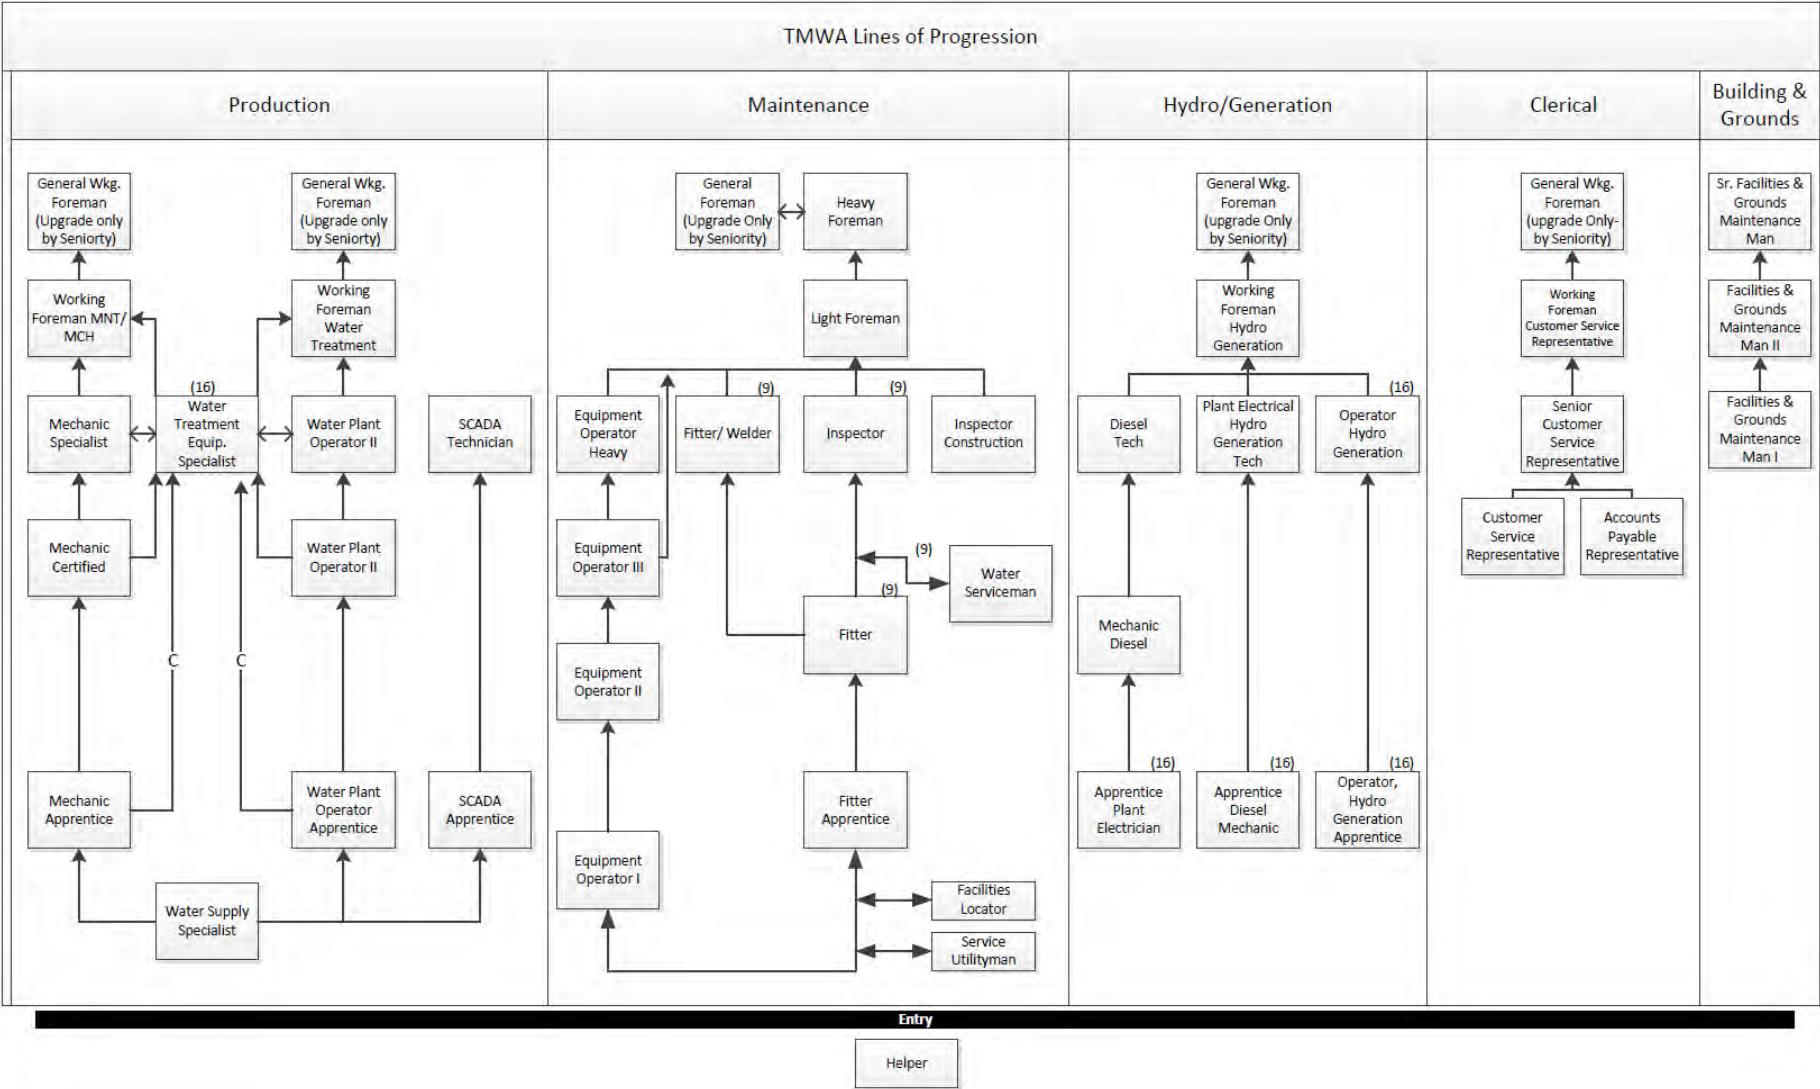 TMWA Lines of Progression
Production
Maintenance
Hydro/Generation
Clerical
Building &
Grounds
General Wkg.
Foreman
(Upgrade only
by Seniorty)
General Wkg.
Foreman
(Upgrade only
by Seniorty)
Working
Foreman MNT/
MCH
Working
Foreman
Water
Treatment
(16)
Mechanic
Specialist
Water
Treatment
Equip.
Specialist
Water Plant
Operator II
SCADA
Technician
Mechanic
Certified
Water Plant
Operator II
C
C
Mechanic
Apprentice
Water Plant
Operator
Apprentice
SCADA
Apprentice
Water Supply
Specialist
General
Foreman
(Upgrade Only
by Seniority)
Heavy
Foreman
Light Foreman
(9)
(9)
Equipment
Operator
Heavy
Fitter/ Welder
Inspector
Inspector
Construction
Equipment
Operator III
(9)
Water
Serviceman
(9)
Fitter
Equipment
Operator II
Fitter
Apprentice
Equipment
Operator I
Facilities
Locator
Service
Utilityman
General Wkg.
Foreman
(upgrade Only
by Seniority)
Working
Foreman
Hydro
Generation
(16)
Diesel
Tech
Plant Electrical
Hydro
Generation
Tech
Operator
Hydro
Generation
Mechanic
Diesel
(16)
(16)
(16)
Apprentice
Plant
Electrician
Apprentice
Diesel
Mechanic
Operator,
Hydro
Generation
Apprentice
General Wkg.
Foreman
(upgrade Only-
by Seniority)
Working
Foreman
Customer Service
Representative
Senior
Customer
Service
Representative
Customer
Service
Representative
Accounts
Payable
Representative
Sr. Facilities &
Grounds
Maintenance
Man
Facilities &
Grounds
Maintenance
Man II
Facilities &
Grounds
Maintenance
Man I
Entry
Helper